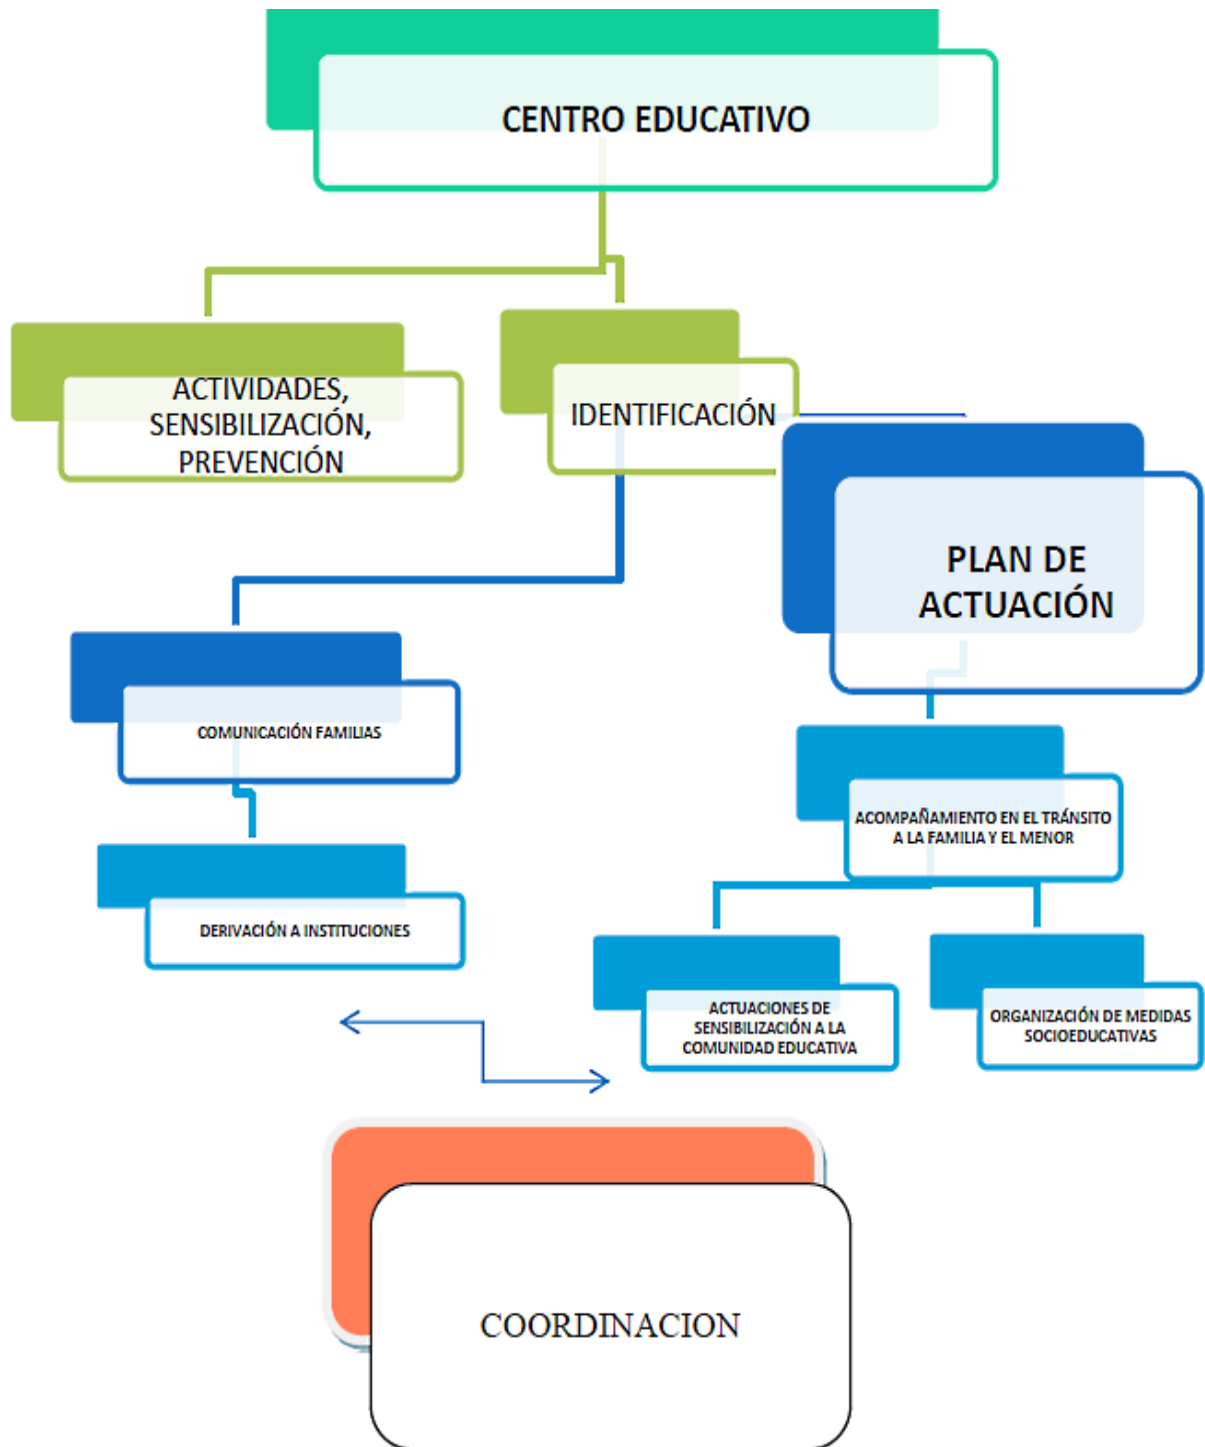 CENTRO EDUCATIVO
ACTIVIDADES,
SENSIBILIZACIÓN,
PREVENCIÓN
IDENTIFICACIÓN
PLAN DE
ACTUACIÓN
COMUNICACIÓN FAMILIAS
ACOMPAÑAMIENTO EN EL TRÁNSITO
A LA FAMILIA Y EL MENOR
DERIVACIÓN A INSTITUCIONES
ACTUACIONES DE
SENSIBILIZACIÓN A LA
COMUNIDAD EDUCATIVA
ORGANIZACIÓN DE MEDIDAS
SOCIOEDUCATIVAS
COORDINACION